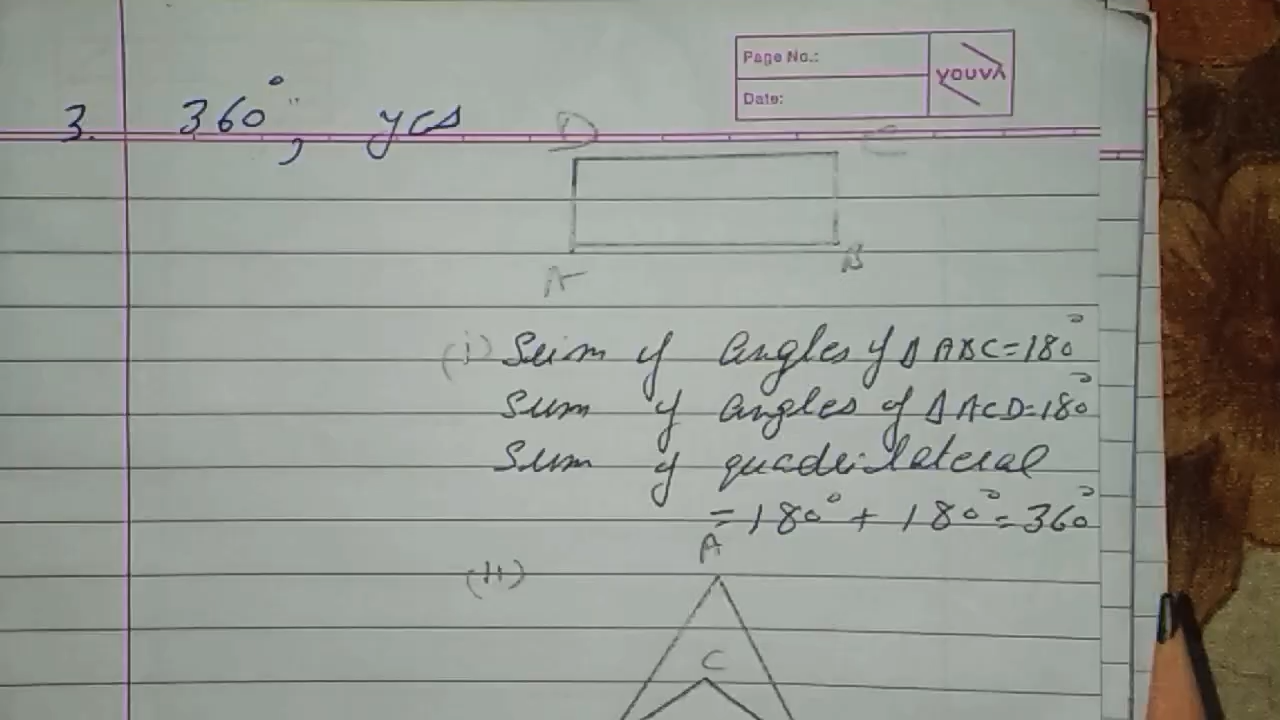 Page No.:
youva
Date:
3. 360°, yes
D C
A B
(i) Sum of angles of Δ ABC = 180°
Sum of angles of Δ ACD = 180°
Sum of quadrilateral
= 180° + 180° = 360°
A
(ii)
C